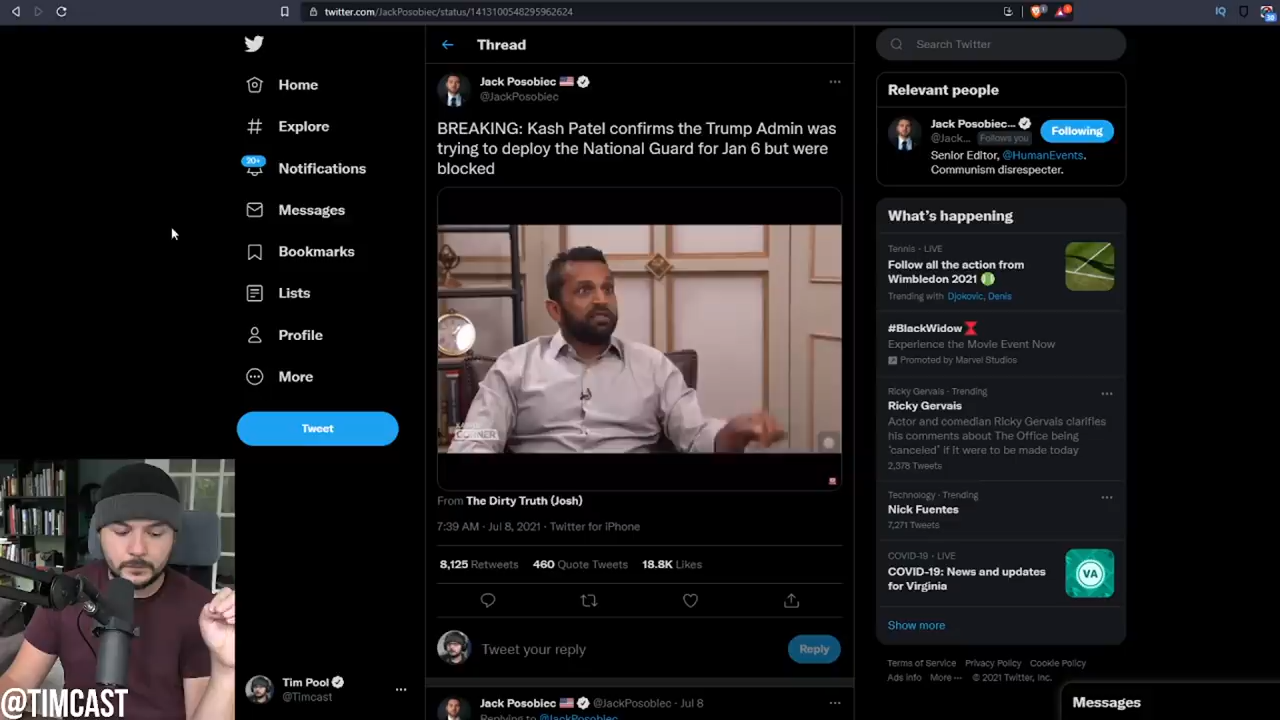 twitter.com/JackPosobiec/status/1413100548295962624
Home
Explore
20+
Notifications
Messages
Bookmarks
Lists
Profile
More
Tweet
Tim Pool
@Timcast
@TIMCAST
Thread
Jack Posobiec
@JackPosobiec
BREAKING: Kash Patel confirms the Trump Admin was
trying to deploy the National Guard for Jan 6 but were
blocked
CORNER
From The Dirty Truth (Josh)
7:39 AM · Jul 8, 2021 · Twitter for iPhone
8,125 Retweets 460 Quote Tweets 18.8K Likes
Tweet your reply
Reply
Jack Posobiec @JackPosobiec · Jul 8
Replying to @JackPosobiec
Search Twitter
Relevant people
Jack Posobiec...
@Jack... Follows you
Following
Senior Editor, @HumanEvents.
Communism disrespecter.
What's happening
Tennis · LIVE
Follow all the action from
Wimbledon 2021
Trending with Djokovic, Denis
#BlackWidow
Experience the Movie Event Now
Promoted by Marvel Studios
Ricky Gervais · Trending
Ricky Gervais
Actor and comedian Ricky Gervais clarifies
his comments about The Office being
"canceled" if it were to be made today
2,378 Tweets
Technology · Trending
Nick Fuentes
7,271 Tweets
COVID-19 · LIVE
COVID-19: News and updates
for Virginia
VA
Show more
Terms of Service Privacy Policy Cookie Policy
Ads info More ··· © 2021 Twitter, Inc.
Messages
IQ